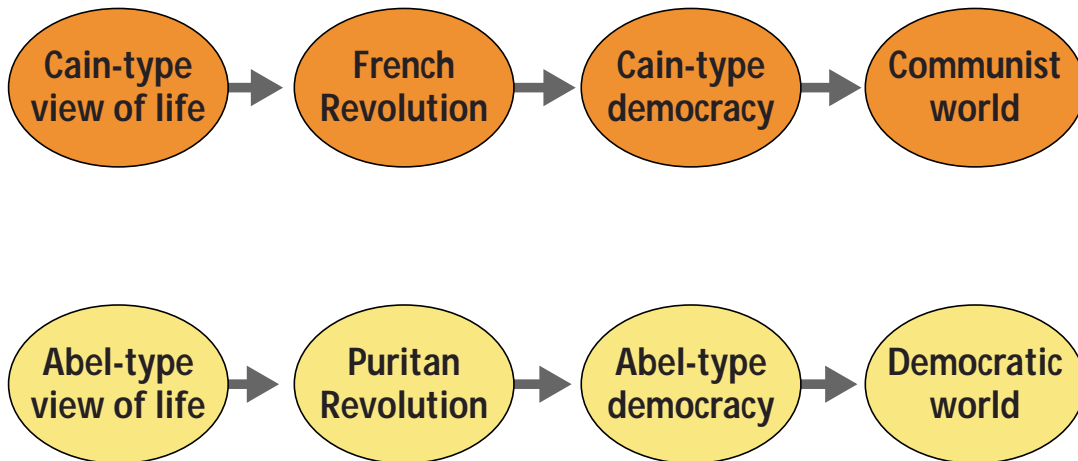 Cain-type
view of life
French
Revolution
Cain-type
democracy
Communist
world
Abel-type
view of life
Puritan
Revolution
Abel-type
democracy
Democratic
world